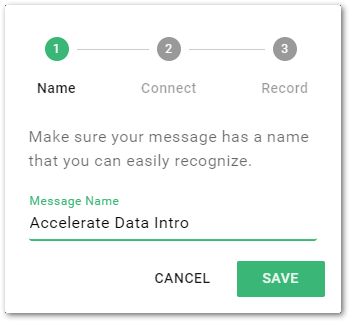 1 2 3
Name Connect Record
Make sure your message has a name
that you can easily recognize.
Message Name
Accelerate Data Intro
CANCEL SAVE